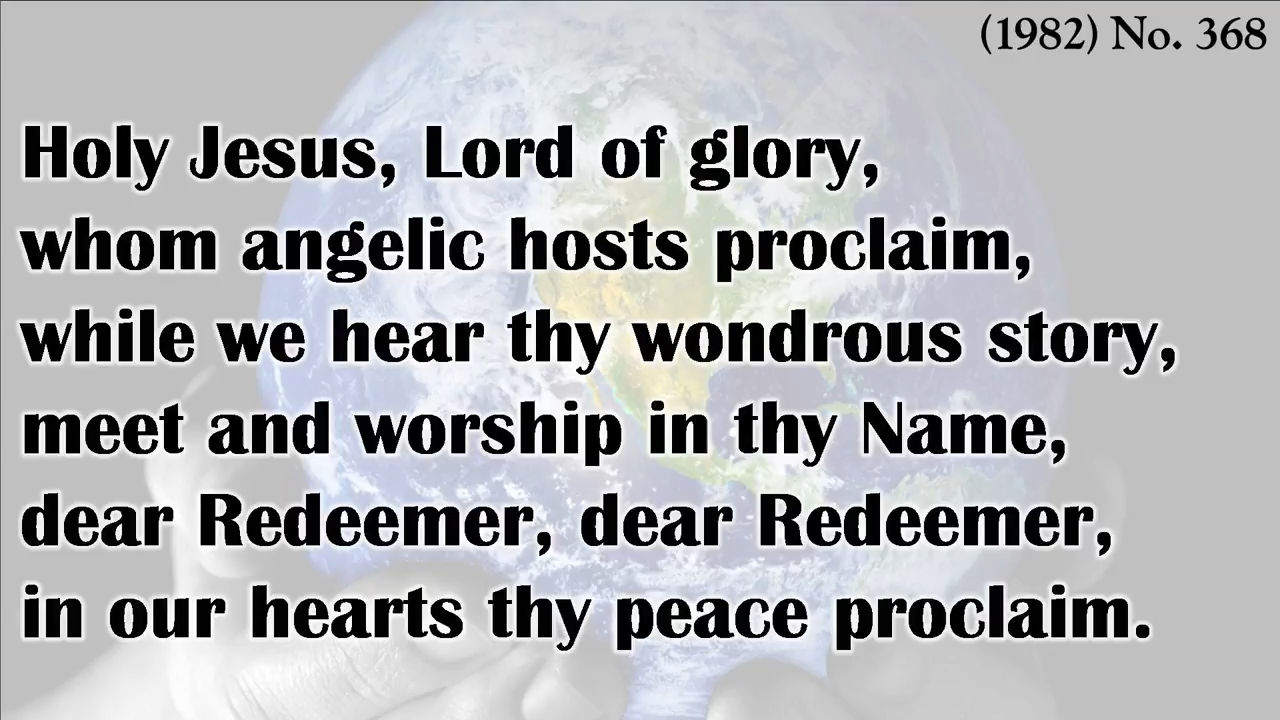 (1982) No. 368
Holy Jesus, Lord of glory,
whom angelic hosts proclaim,
while we hear thy wondrous story,
meet and worship in thy Name,
dear Redeemer, dear Redeemer,
in our hearts thy peace proclaim.